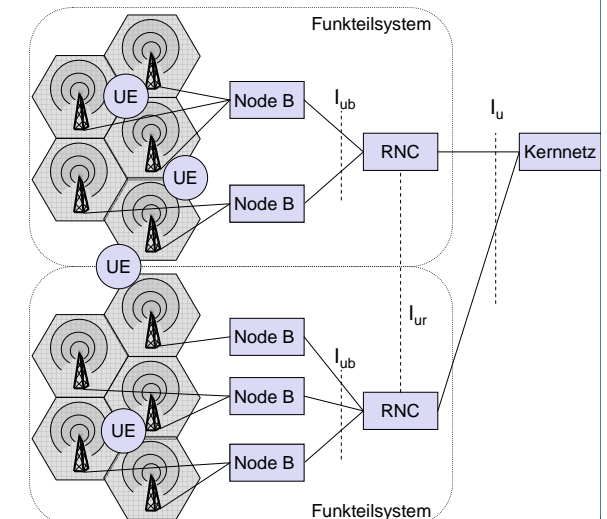 Funkteilsystem
UE
Node B
Iub
Iu
RNC
Kernnetz
UE
Node B
UE
Iur
Node B
Iub
Node B
RNC
UE
Node B
Funkteilsystem